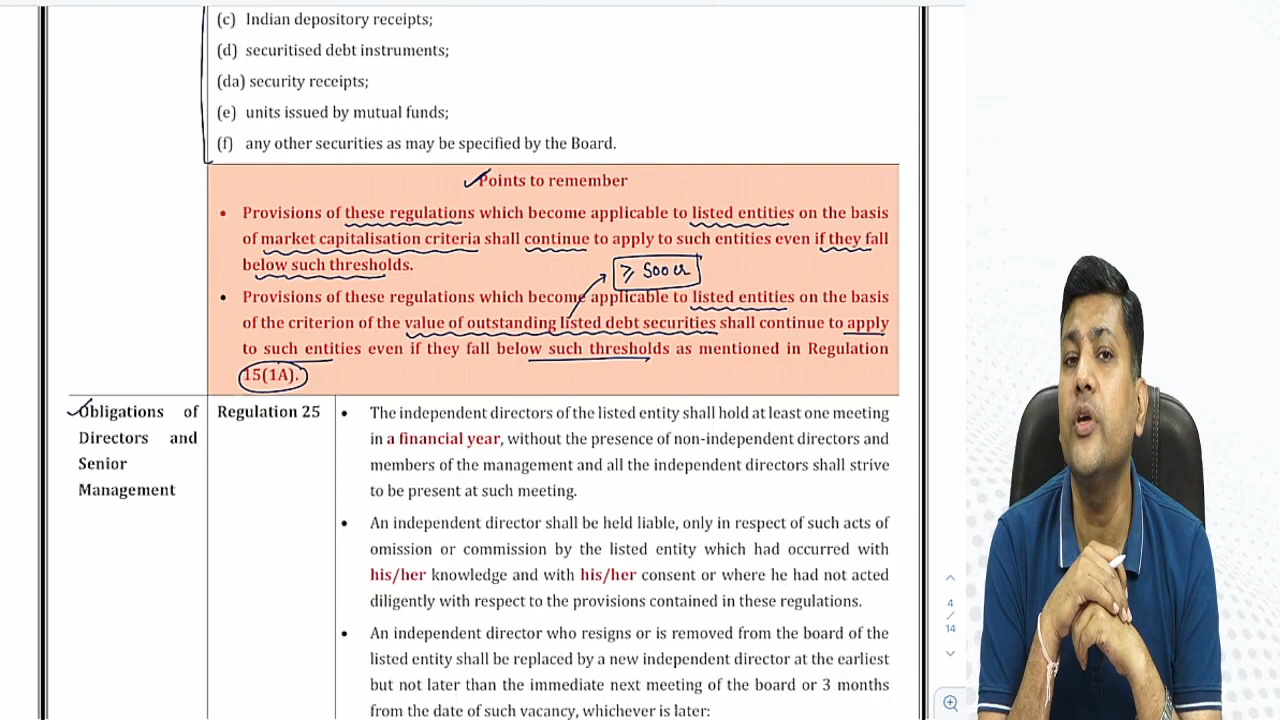 (c) Indian depository receipts;
(d) securitised debt instruments;
(da) security receipts;
(e) units issued by mutual funds;
(f) any other securities as may be specified by the Board.
Points to remember
• Provisions of these regulations which become applicable to listed entities on the basis
of market capitalisation criteria shall continue to apply to such entities even if they fall
below such thresholds.
≥ 500 cr
• Provisions of these regulations which become applicable to listed entities on the basis
of the criterion of the value of outstanding listed debt securities shall continue to apply
to such entities even if they fall below such thresholds as mentioned in Regulation
15(1A).
Obligations of
Directors and
Senior
Management
Regulation 25
• The independent directors of the listed entity shall hold at least one meeting
in a financial year, without the presence of non-independent directors and
members of the management and all the independent directors shall strive
to be present at such meeting.
• An independent director shall be held liable, only in respect of such acts of
omission or commission by the listed entity which had occurred with
his/her knowledge and with his/her consent or where he had not acted
diligently with respect to the provisions contained in these regulations.
• An independent director who resigns or is removed from the board of the
listed entity shall be replaced by a new independent director at the earliest
but not later than the immediate next meeting of the board or 3 months
from the date of such vacancy, whichever is later:
4
/
14